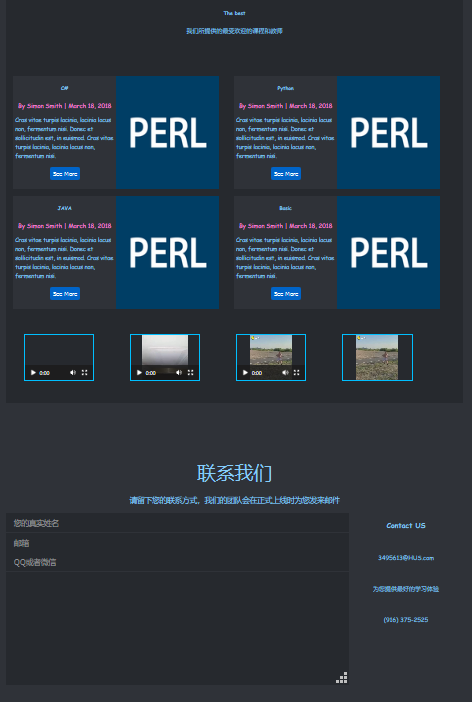 The best
我们所提供的最受欢迎的课程和教师
C#
By Simon Smith | March 18, 2018
Cras vitae turpis lacinia, lacinia lacus
non, fermentum nisi. Donec et
sollicitudin est, in euismod. Cras vitae
turpis lacinia, lacinia lacus non,
fermentum nisi.
See More
PERL
Python
By Simon Smith | March 18, 2018
Cras vitae turpis lacinia, lacinia lacus
non, fermentum nisi. Donec et
sollicitudin est, in euismod. Cras vitae
turpis lacinia, lacinia lacus non,
fermentum nisi.
See More
PERL
JAVA
By Simon Smith | March 18, 2018
Cras vitae turpis lacinia, lacinia lacus
non, fermentum nisi. Donec et
sollicitudin est, in euismod. Cras vitae
turpis lacinia, lacinia lacus non,
fermentum nisi.
See More
PERL
Basic
By Simon Smith | March 18, 2018
Cras vitae turpis lacinia, lacinia lacus
non, fermentum nisi. Donec et
sollicitudin est, in euismod. Cras vitae
turpis lacinia, lacinia lacus non,
fermentum nisi.
See More
PERL
0:00
0:00
0:00
联系我们
请留下您的联系方式，我们的团队会在正式上线时为您发来邮件
您的真实姓名
邮箱
QQ或者微信
Contact US
3495613@HUS.com
为您提供最好的学习体验
(916) 375-2525